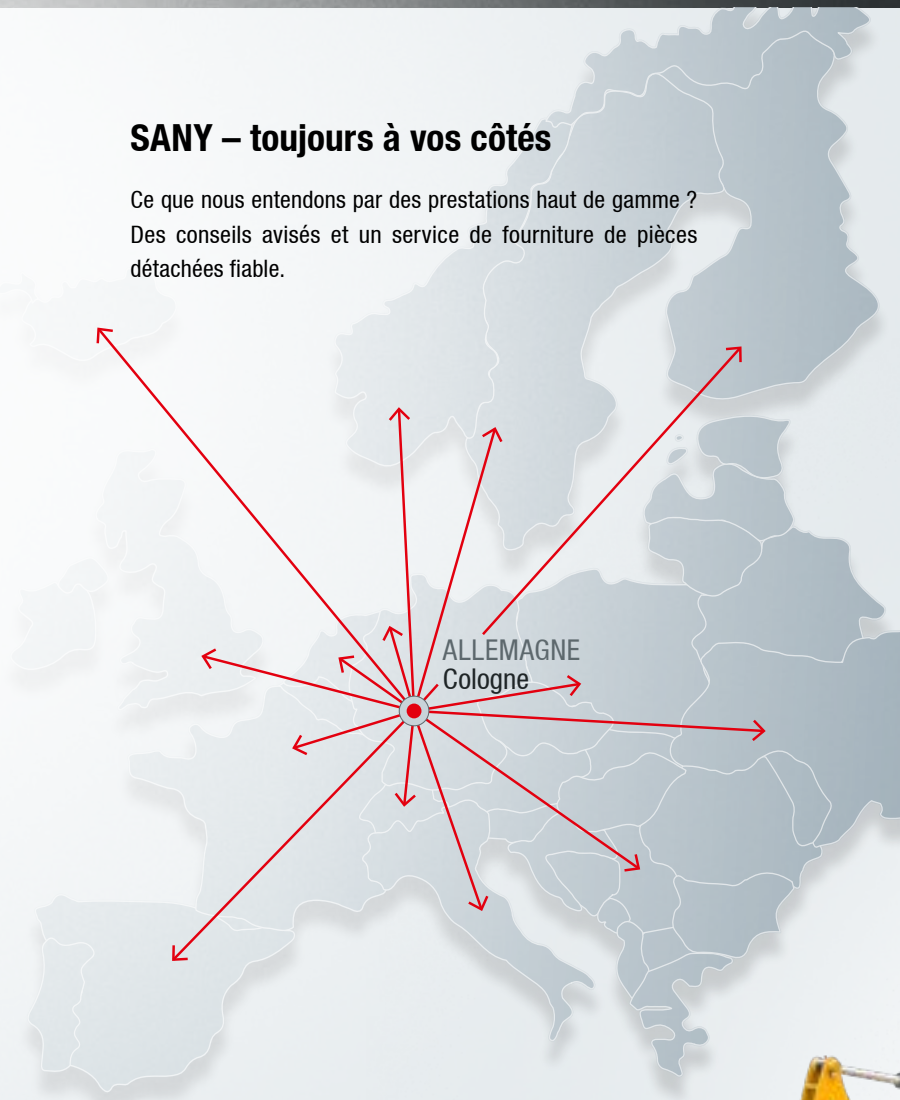 SANY – toujours à vos côtés
Ce que nous entendons par des prestations haut de gamme ?
Des conseils avisés et un service de fourniture de pièces
détachées fiable.
ALLEMAGNE
Cologne